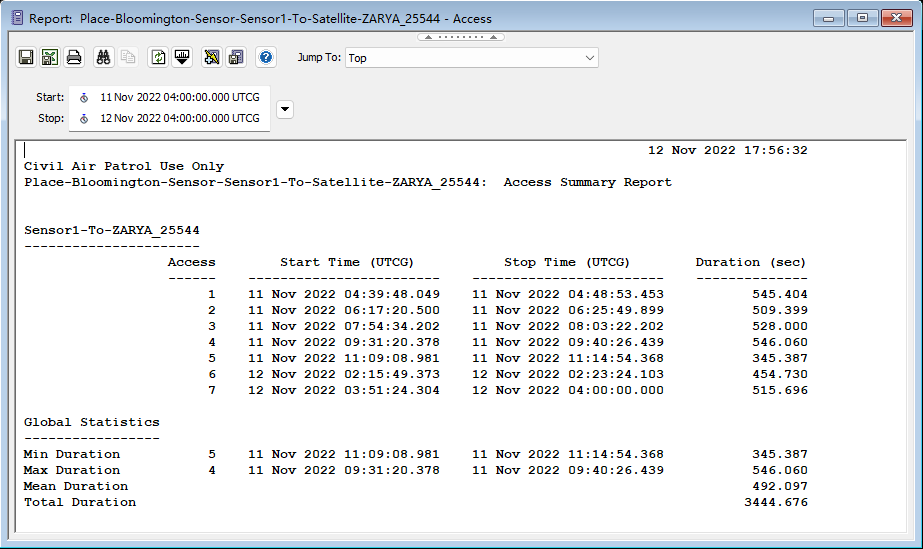 Report:  Place-Bloomington-Sensor-Sensor1-To-Satellite-ZARYA_25544 - Access
Jump To: Top
Start: 11 Nov 2022 04:00:00.000 UTCG
Stop: 12 Nov 2022 04:00:00.000 UTCG
12 Nov 2022 17:56:32
Civil Air Patrol Use Only
Place-Bloomington-Sensor-Sensor1-To-Satellite-ZARYA_25544:  Access Summary Report
Sensor1-To-ZARYA_25544
----------------------
Access    Start Time (UTCG)    Stop Time (UTCG)    Duration (sec)
------    ------------------------    ------------------------    --------------
1    11 Nov 2022 04:39:48.049    11 Nov 2022 04:48:53.453    545.404
2    11 Nov 2022 06:17:20.500    11 Nov 2022 06:25:49.899    509.399
3    11 Nov 2022 07:54:34.202    11 Nov 2022 08:03:22.202    528.000
4    11 Nov 2022 09:31:20.378    11 Nov 2022 09:40:26.439    546.060
5    11 Nov 2022 11:09:08.981    11 Nov 2022 11:14:54.368    345.387
6    12 Nov 2022 02:15:49.373    12 Nov 2022 02:23:24.103    454.730
7    12 Nov 2022 03:51:24.304    12 Nov 2022 04:00:00.000    515.696
Global Statistics
-----------------
Min Duration    5    11 Nov 2022 11:09:08.981    11 Nov 2022 11:14:54.368    345.387
Max Duration    4    11 Nov 2022 09:31:20.378    11 Nov 2022 09:40:26.439    546.060
Mean Duration    492.097
Total Duration    3444.676